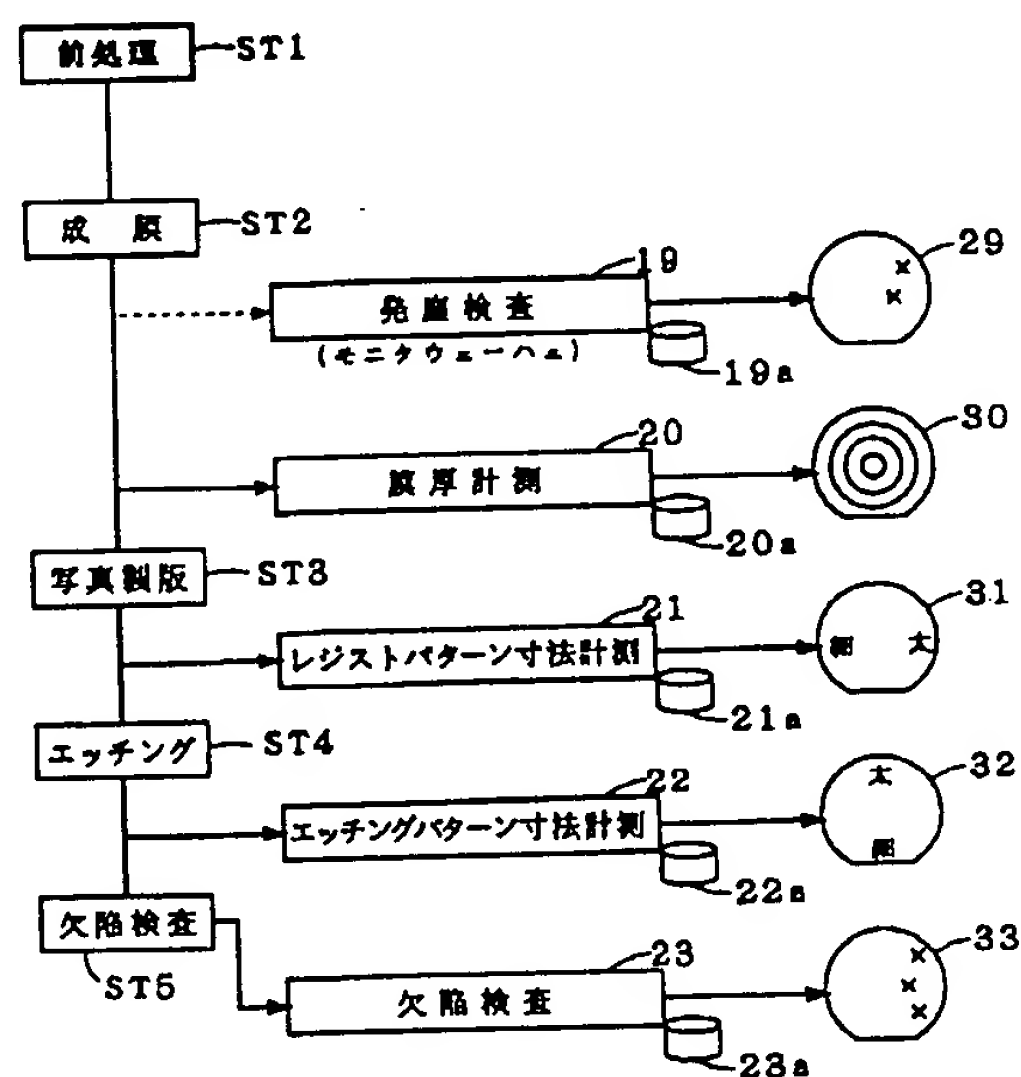 前処理 ST1
成膜 ST2
発塵検査 19 29
(モニタウェーハ) 19a
膜厚計測 20 30
20a
写真製版 ST3
レジストパターン寸法計測 21 31
細 太
21a
エッチング ST4
エッチングパターン寸法計測 22 32
太
細
22a
欠陥検査 ST5
欠陥検査 23 33
23a